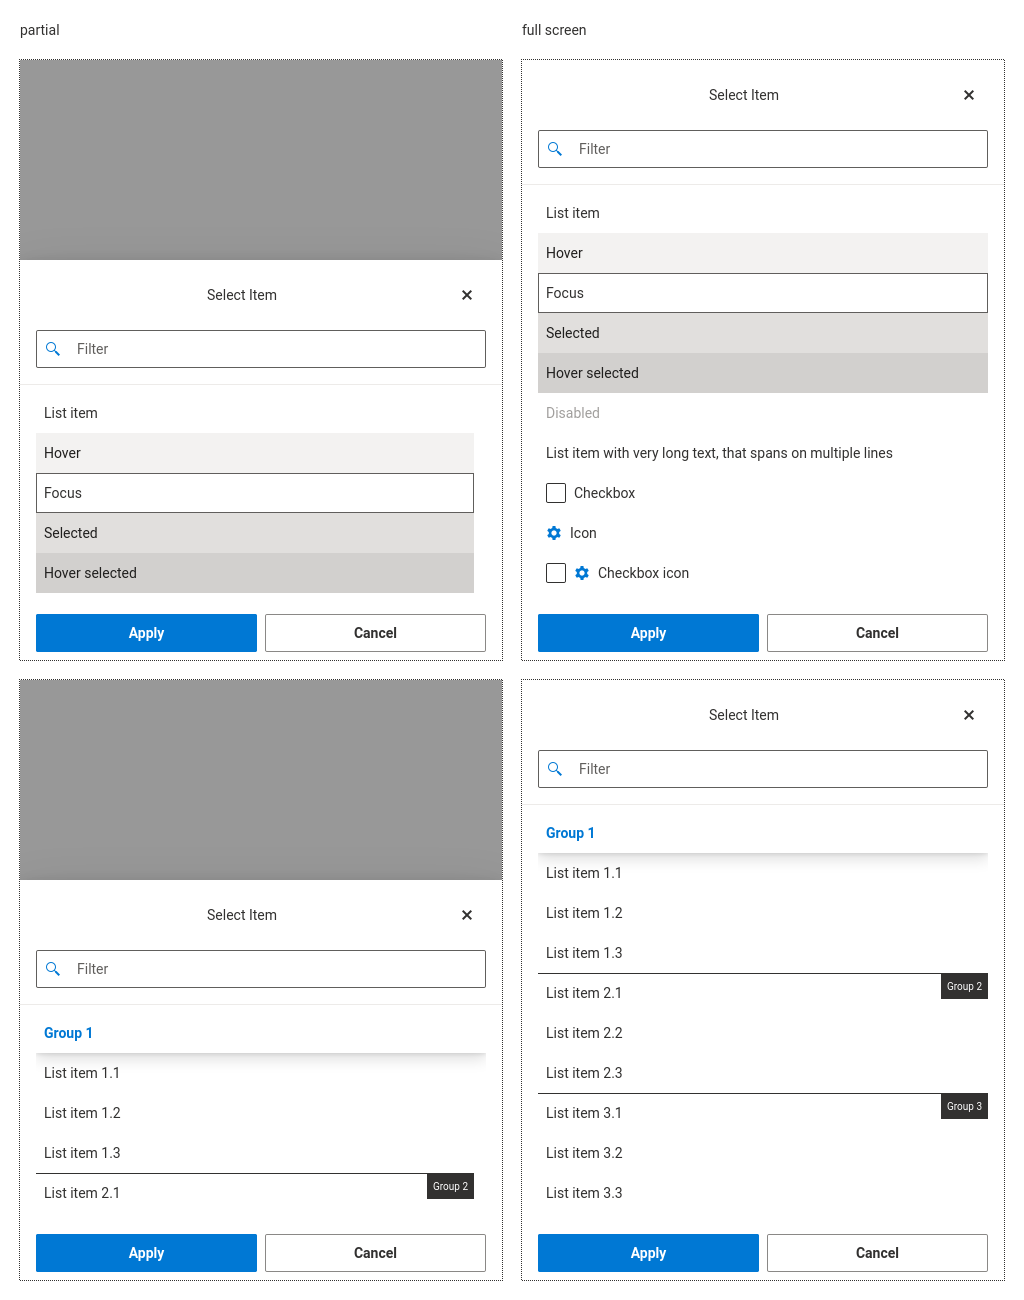 partial
full screen
Select Item
Filter
List item
Hover
Focus
Selected
Hover selected
Apply
Cancel
Select Item
Filter
List item
Hover
Focus
Selected
Hover selected
Disabled
List item with very long text, that spans on multiple lines
Checkbox
Icon
Checkbox icon
Apply
Cancel
Select Item
Filter
Group 1
List item 1.1
List item 1.2
List item 1.3
Group 2
List item 2.1
Apply
Cancel
Select Item
Filter
Group 1
List item 1.1
List item 1.2
List item 1.3
Group 2
List item 2.1
List item 2.2
List item 2.3
Group 3
List item 3.1
List item 3.2
List item 3.3
Apply
Cancel